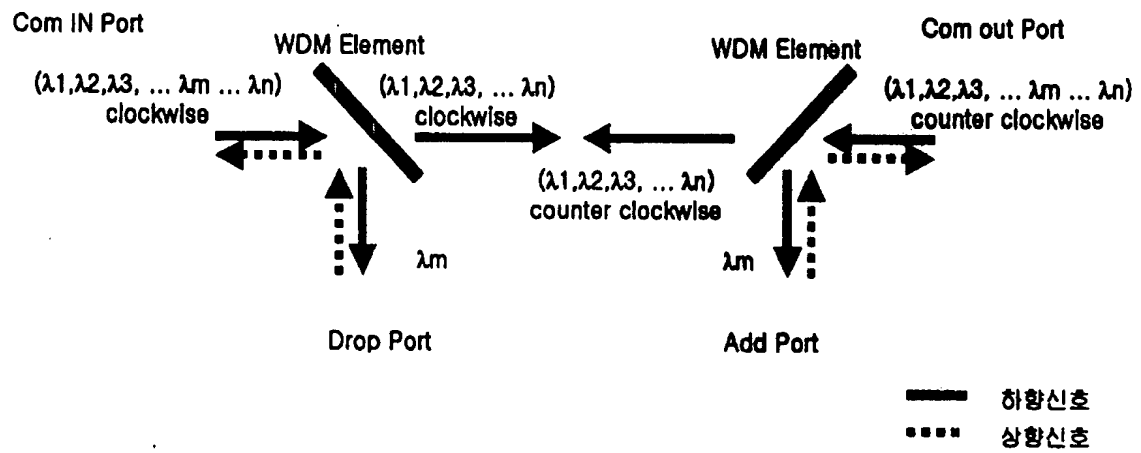 Com IN Port
WDM Element
(λ1,λ2,λ3, ... λm ... λn)
clockwise
(λ1,λ2,λ3, ... λn)
clockwise
WDM Element
Com out Port
(λ1,λ2,λ3, ... λm ... λn)
counter clockwise
(λ1,λ2,λ3, ... λn)
counter clockwise
λm
λm
Drop Port
Add Port
하향신호
상향신호